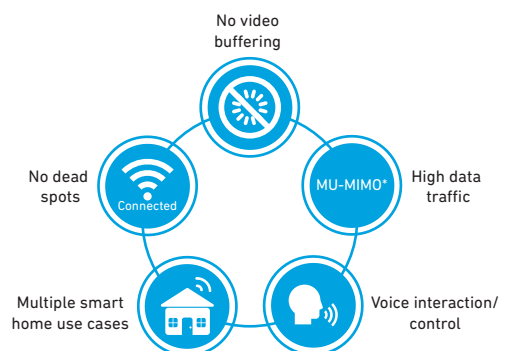 No video
buffering
No dead
spots
Connected
MU-MIMO*
High data
traffic
Multiple smart
home use cases
Voice interaction/
control